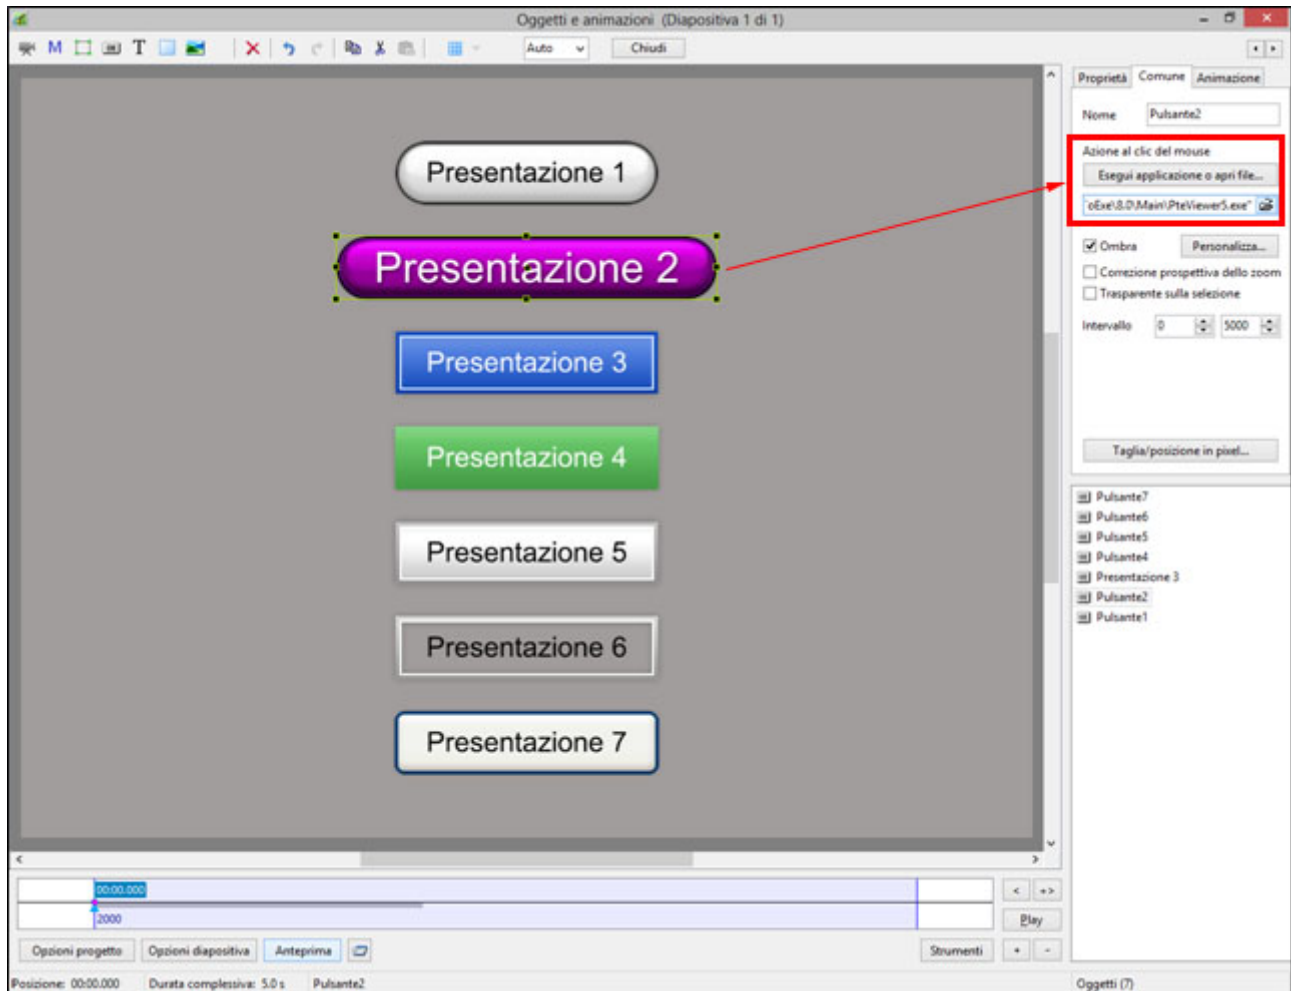 Oggetti e animazioni (Diapositiva 1 di 1)
M T Auto Chiudi
Proprietà Comune Animazione
Nome Pulsante2
Azione al clic del mouse
Esegui applicazione o apri file...
oExe\8.0\Main\PteViewer5.exe"
Ombra Personalizza...
Correzione prospettiva dello zoom
Trasparente sulla selezione
Intervallo 0 5000
Taglia/posizione in pixel...
Presentazione 1
Presentazione 2
Presentazione 3
Presentazione 4
Presentazione 5
Presentazione 6
Presentazione 7
Pulsante7
Pulsante6
Pulsante5
Pulsante4
Presentazione 3
Pulsante2
Pulsante1
00:00.000
2000
Play
Opzioni progetto Opzioni diapositiva Anteprima Strumenti + -
Posizione: 00:00.000 Durata complessiva: 5.0 s Pulsante2 Oggetti (7)